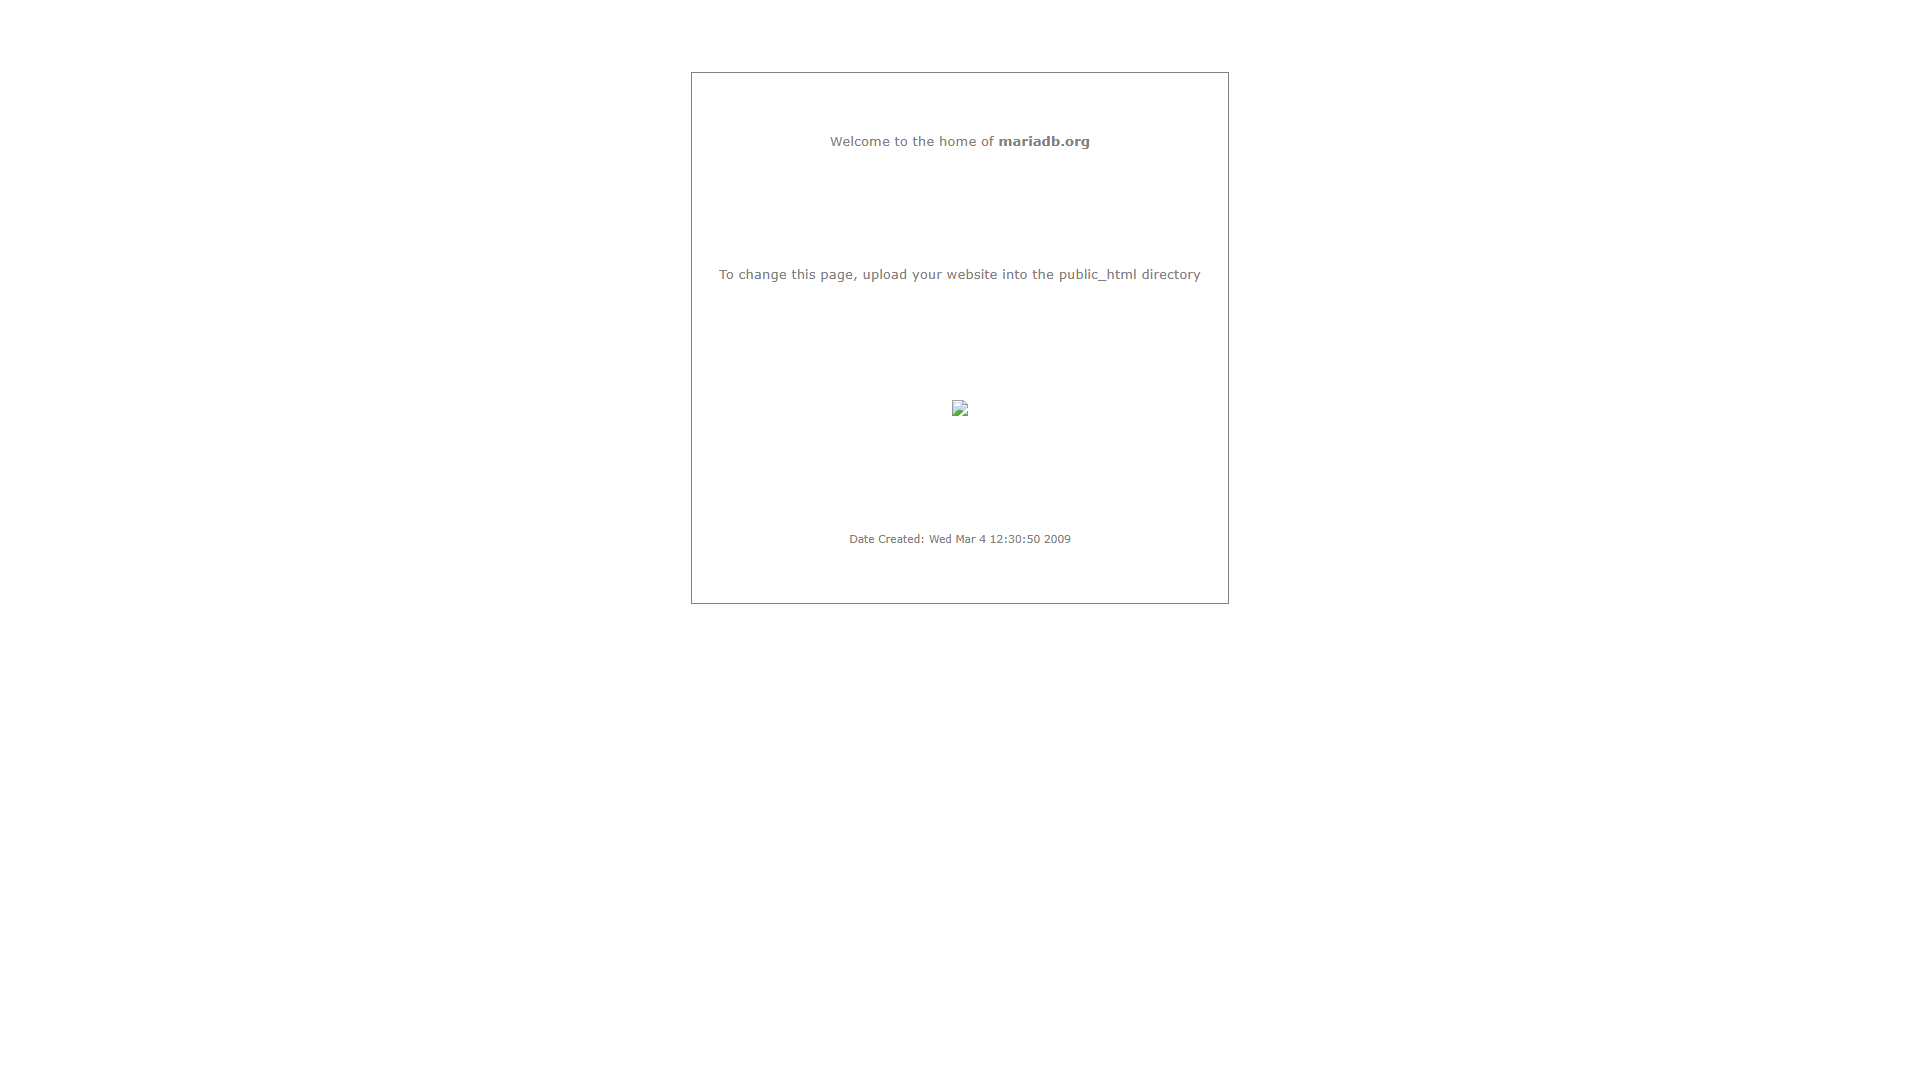 Welcome to the home of mariadb.org
To change this page, upload your website into the public_html directory
Date Created: Wed Mar 4 12:30:50 2009